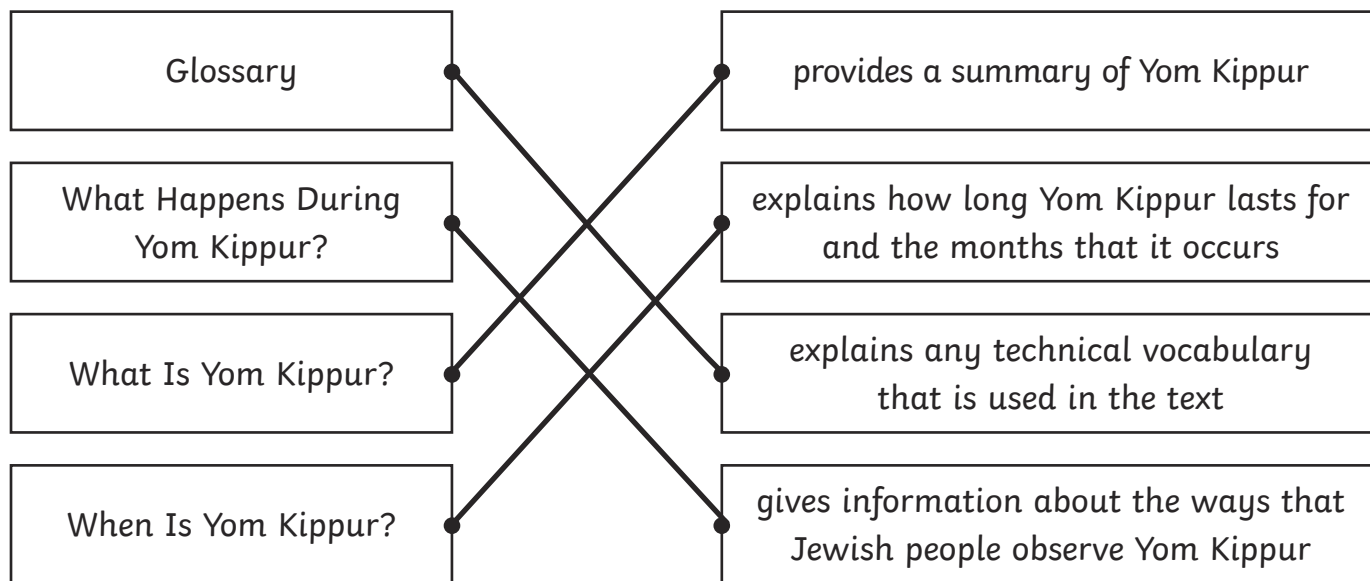 Glossary
provides a summary of Yom Kippur
What Happens During
Yom Kippur?
explains how long Yom Kippur lasts for
and the months that it occurs
What Is Yom Kippur?
explains any technical vocabulary
that is used in the text
When Is Yom Kippur?
gives information about the ways that
Jewish people observe Yom Kippur